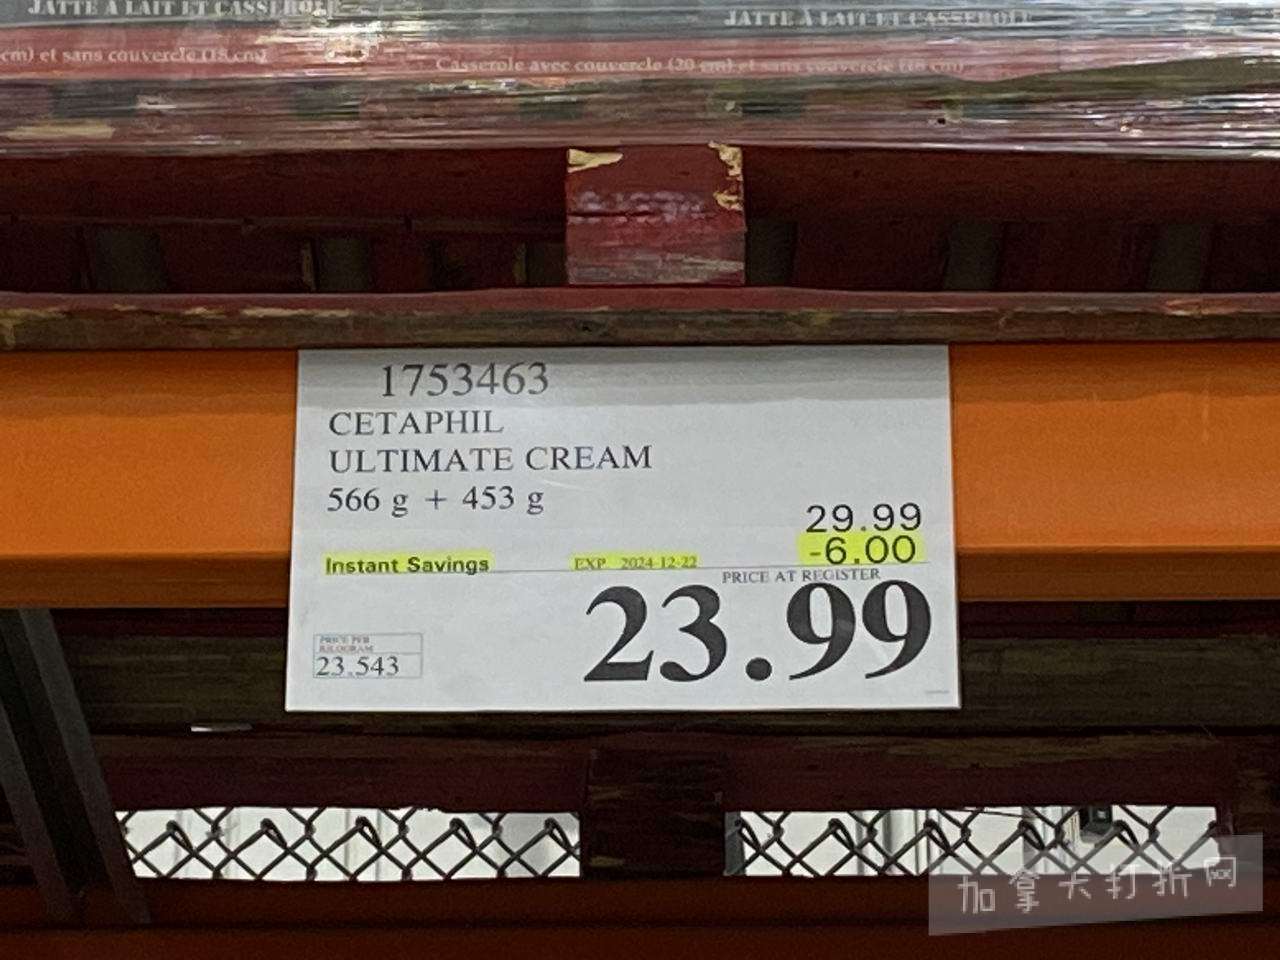 JATTE À LAIT ET CASSEROLE
JATTE À LAIT ET CASSEROLE
cm) et sans couvercle (18 cm)
Casserole avec couvercle (20 cm) et sans couvercle (18 cm)
1753463
CETAPHIL
ULTIMATE CREAM
566 g + 453 g
29.99
-6.00
Instant Savings EXP 2024-12-22
PRICE AT REGISTER
23.99
PRICE PER
KILOGRAM
23.543
加拿大打折网